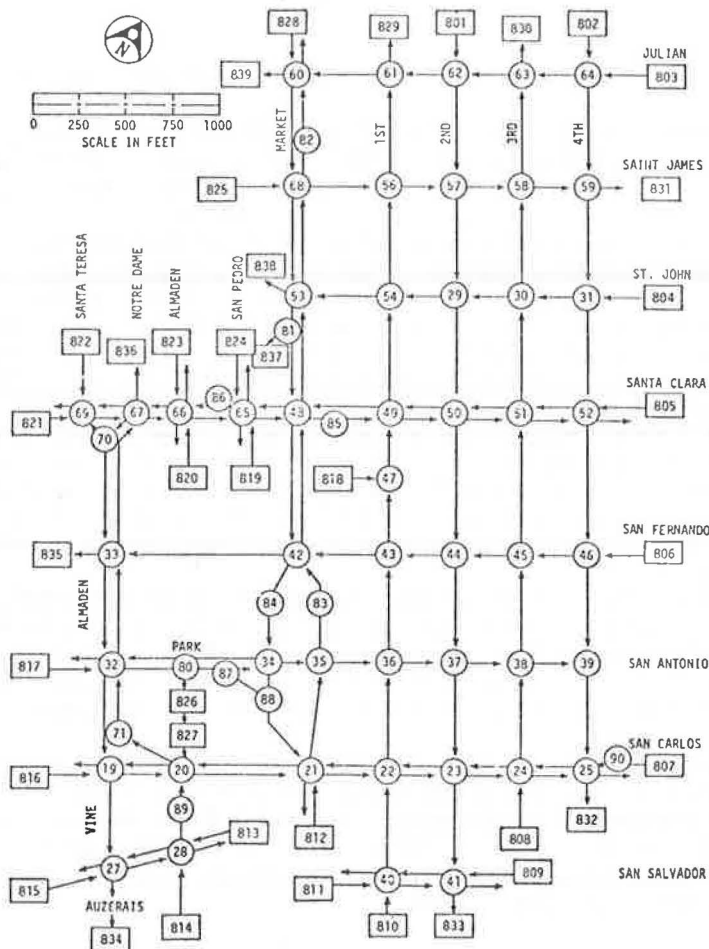 828 829 801 830 802
N
JULIAN
839 60 61 62 63 64 803
0 250 500 750 1000
SCALE IN FEET
MARKET
1ST
2ND
3RD
4TH
82
SAINT JAMES
825 68 56 57 58 59 831
SANTA TERESA
NOTRE DAME
ALMADEN
SAN PEDRO
838
ST. JOHN
53 54 29 30 31 804
81
822 836 823 824 837
SANTA CLARA
86
821 69 67 66 65 48 85 49 50 51 52 805
70
820 819 818 47
SAN FERNANDO
835 33 42 43 44 45 46 806
ALMADEN
84 83
PARK
817 32 80 87 34 35 36 37 38 39 SAN ANTONIO
826 88
71 827
SAN CARLOS
90
816 19 20 21 22 23 24 25 807
VINE
89
813 812 808 832
28
27
809
SAN SALVADOR
815 811 40 41
AUZERAIS
834 814 810 833